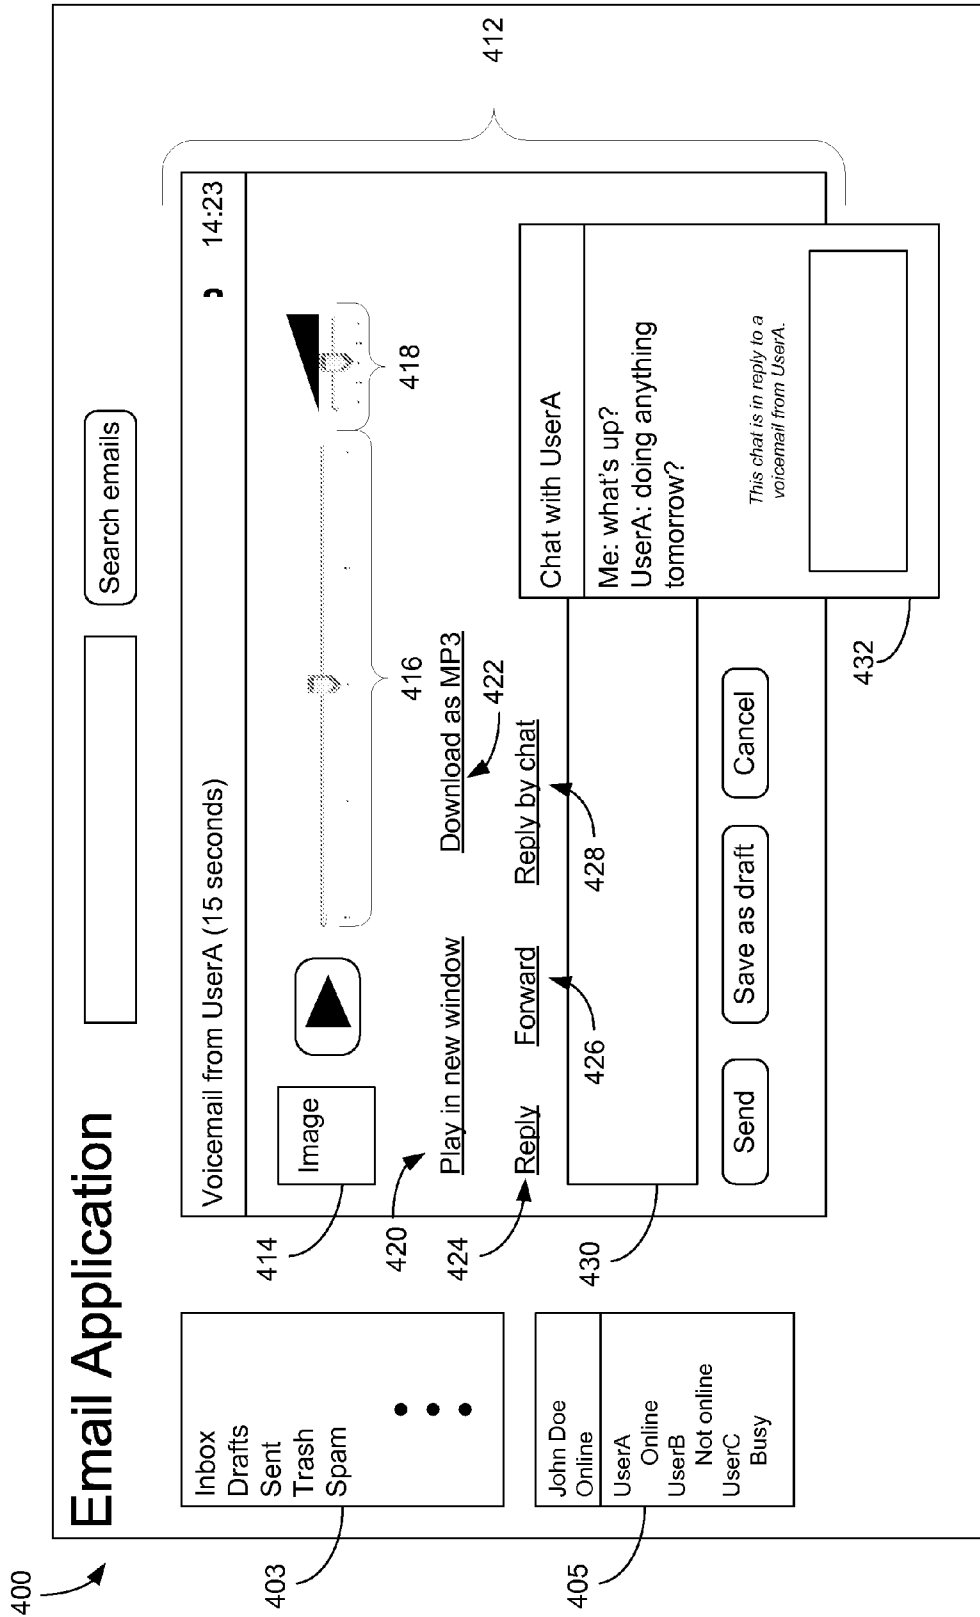 400
Email Application
Search emails
403
Inbox
Drafts
Sent
Trash
Spam
405
John Doe
Online
UserA
Online
UserB
Not online
UserC
Busy
412
Voicemail from UserA (15 seconds)
14:23
414
Image
416
418
420
Play in new window
Download as MP3
422
424
Reply
Forward
Reply by chat
426
428
430
Send
Save as draft
Cancel
432
Chat with UserA
Me: what's up?
UserA: doing anything
tomorrow?
This chat is in reply to a
voicemail from UserA.